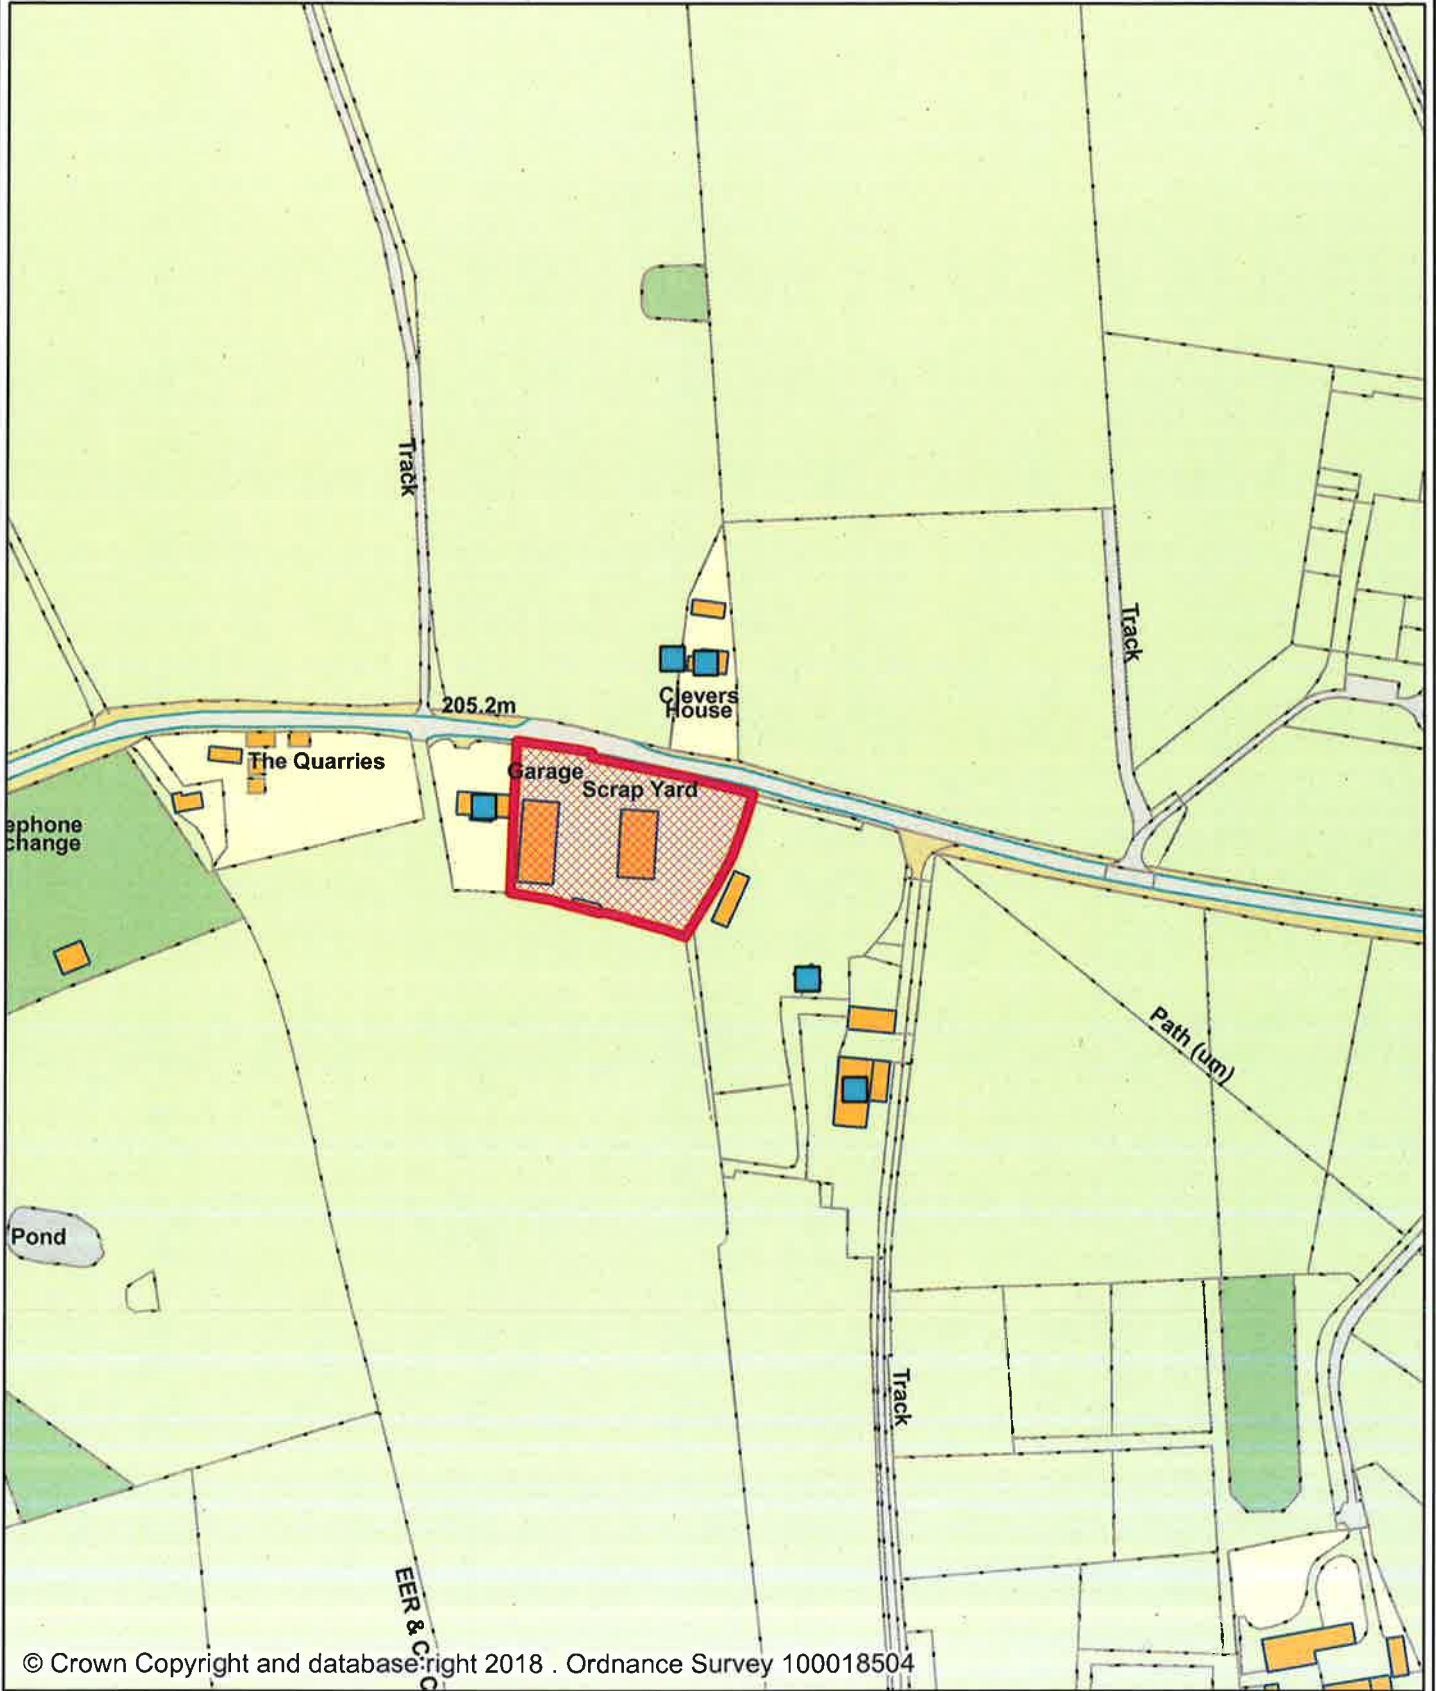 Track
Track
Clevers
House
205.2m
The Quarries
Garage
Scrap Yard
ephone
change
Path (um)
Pond
Track
EER & C:C
© Crown Copyright and database right 2018 . Ordnance Survey 100018504